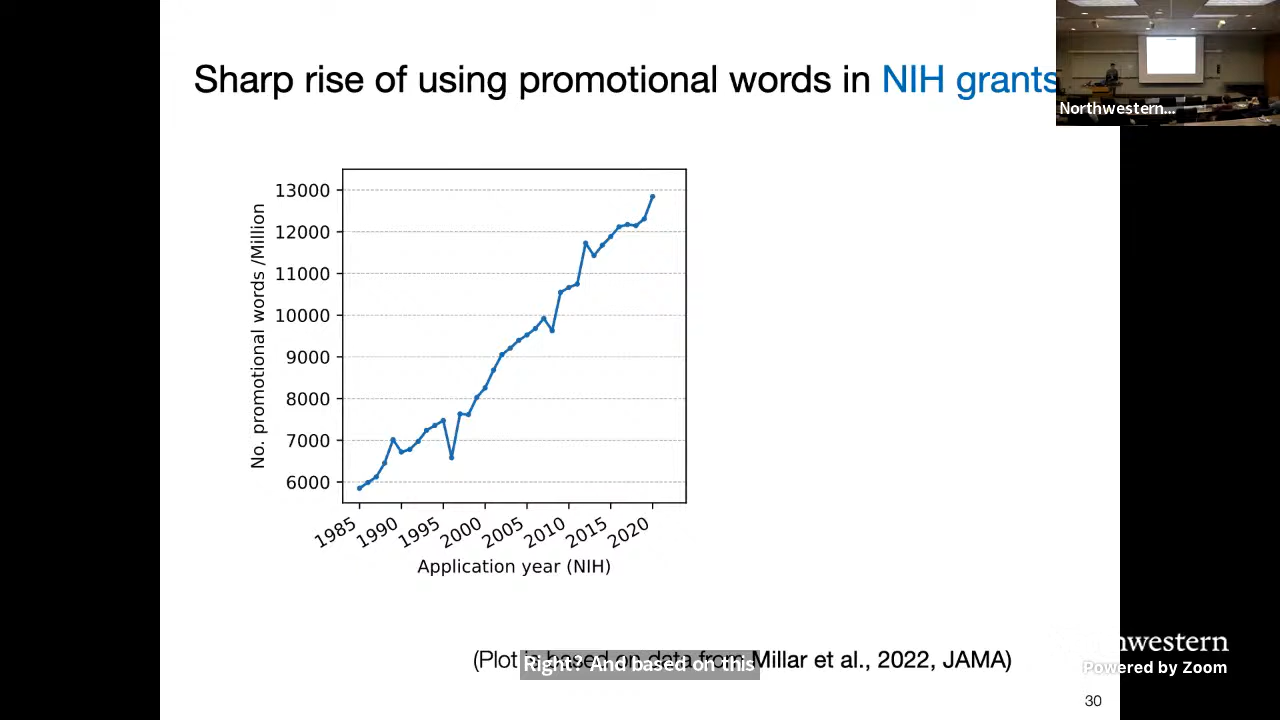 Sharp rise of using promotional words in NIH grants
Northwestern...
No. promotional words /Million
13000
12000
11000
10000
9000
8000
7000
6000
1985
1990
1995
2000
2005
2010
2015
2020
Application year (NIH)
(Plot is based on data from Millar et al., 2022, JAMA)
Right? And based on this
western
Powered by Zoom
30